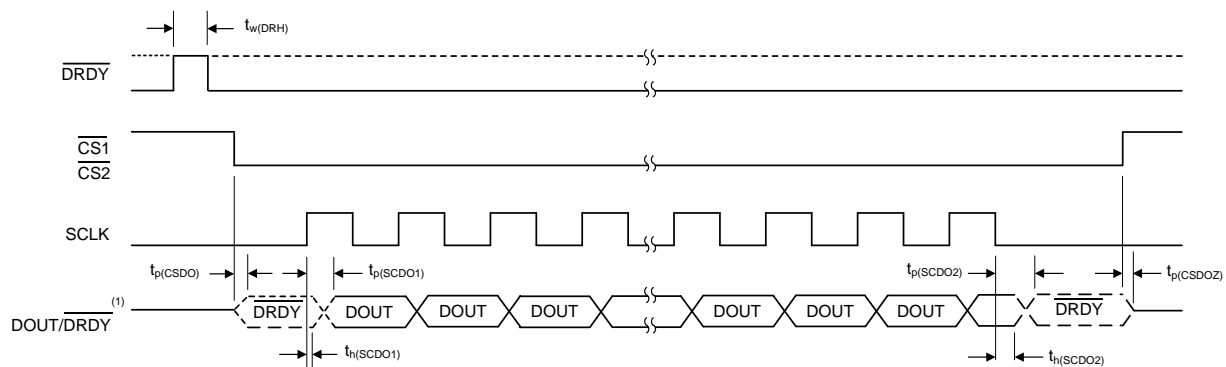 tw(DRH)
DRDY
CS1
CS2
SCLK
tp(CSDO)
tp(SCDO1)
tp(SCDO2)
tp(CSDOZ)
DOUT/DRDY(1)
DRDY
DOUT
DOUT
DOUT
DOUT
DOUT
DOUT
DRDY
th(SCDO1)
th(SCDO2)